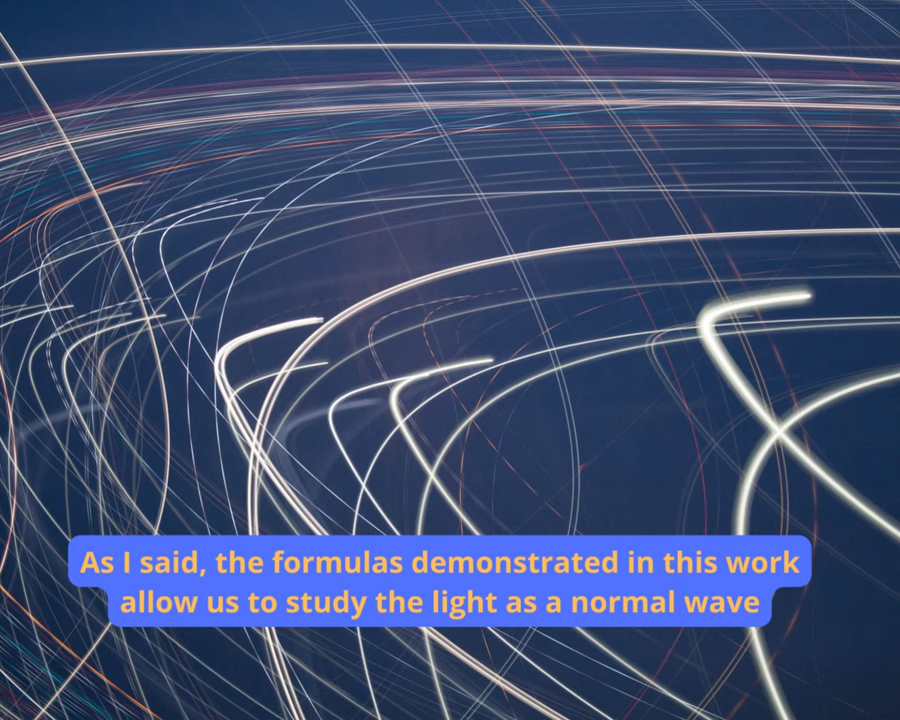 As I said, the formulas demonstrated in this work
allow us to study the light as a normal wave